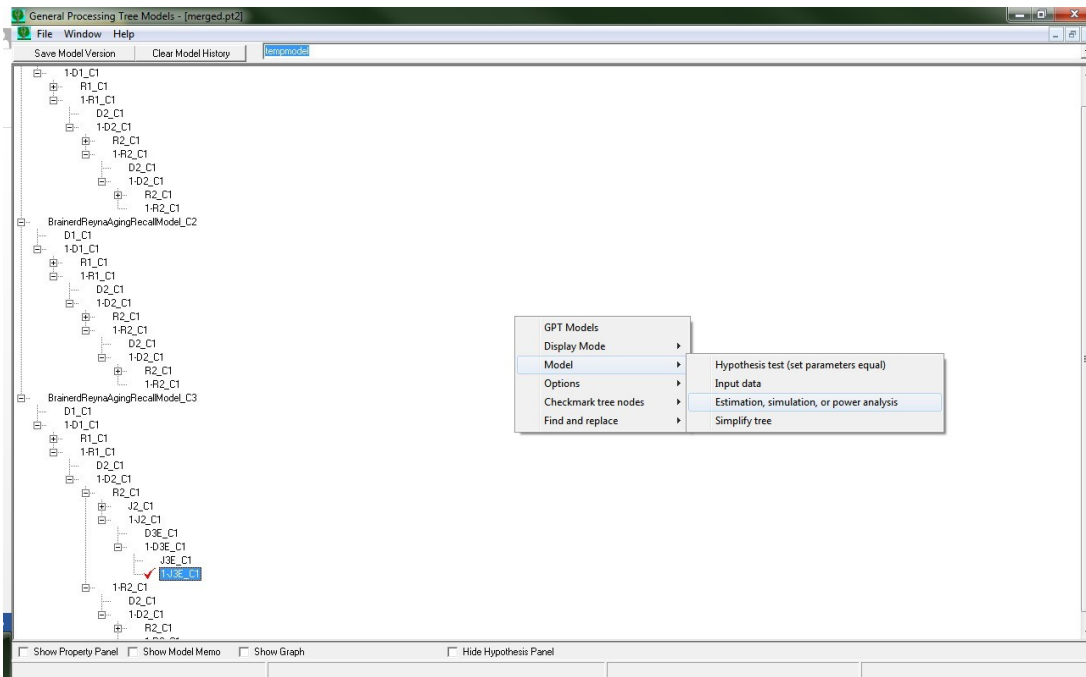 General Processing Tree Models - [merged.pt2]
File Window Help
Save Model Version Clear Model History tempmodel
1-D1_C1
R1_C1
1-R1_C1
D2_C1
1-D2_C1
R2_C1
1-R2_C1
D2_C1
1-D2_C1
R2_C1
1-R2_C1
BrainerdReynaAgingRecallModel_C2
D1_C1
1-D1_C1
R1_C1
1-R1_C1
D2_C1
1-D2_C1
R2_C1
1-R2_C1
D2_C1
1-D2_C1
R2_C1
1-R2_C1
BrainerdReynaAgingRecallModel_C3
D1_C1
1-D1_C1
R1_C1
1-R1_C1
D2_C1
1-D2_C1
R2_C1
J2_C1
1-J2_C1
D3E_C1
1-D3E_C1
J3E_C1
1-J3E_C1
1-R2_C1
D2_C1
1-D2_C1
R2_C1
GPT Models
Display Mode
Model
Options
Checkmark tree nodes
Find and replace
Hypothesis test (set parameters equal)
Input data
Estimation, simulation, or power analysis
Simplify tree
Show Property Panel Show Model Memo Show Graph Hide Hypothesis Panel